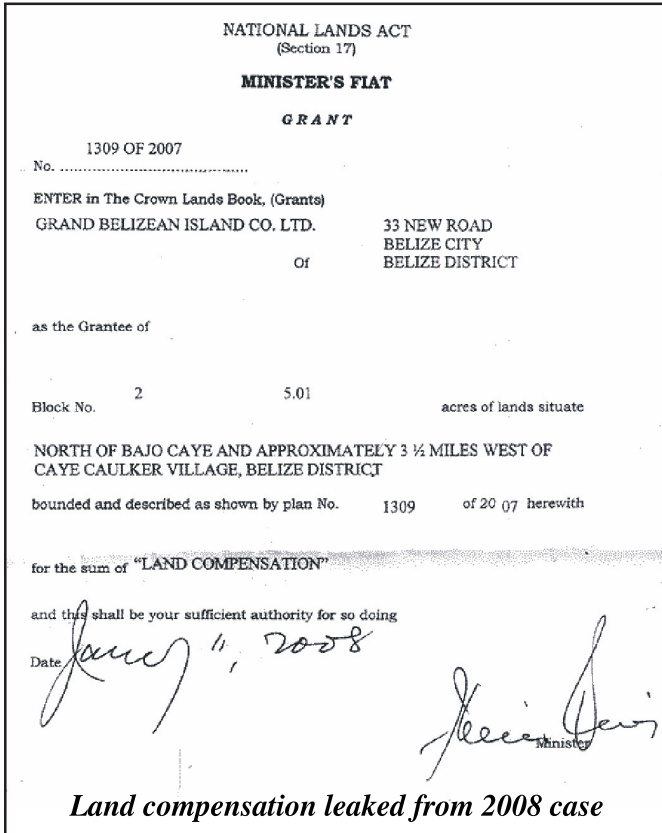 NATIONAL LANDS ACT
(Section 17)
MINISTER'S FIAT
GRANT
1309 OF 2007
No. ..............................................
ENTER in The Crown Lands Book, (Grants)
GRAND BELIZEAN ISLAND CO. LTD. 33 NEW ROAD
BELIZE CITY
Of BELIZE DISTRICT
as the Grantee of
Block No. 2 5.01 acres of lands situate
NORTH OF BAJO CAYE AND APPROXIMATELY 3 ½ MILES WEST OF
CAYE CAULKER VILLAGE, BELIZE DISTRICT
bounded and described as shown by plan No. 1309 of 20 07 herewith
for the sum of "LAND COMPENSATION"
and this shall be your sufficient authority for so doing
Date 11, 2008
Minister
Land compensation leaked from 2008 case